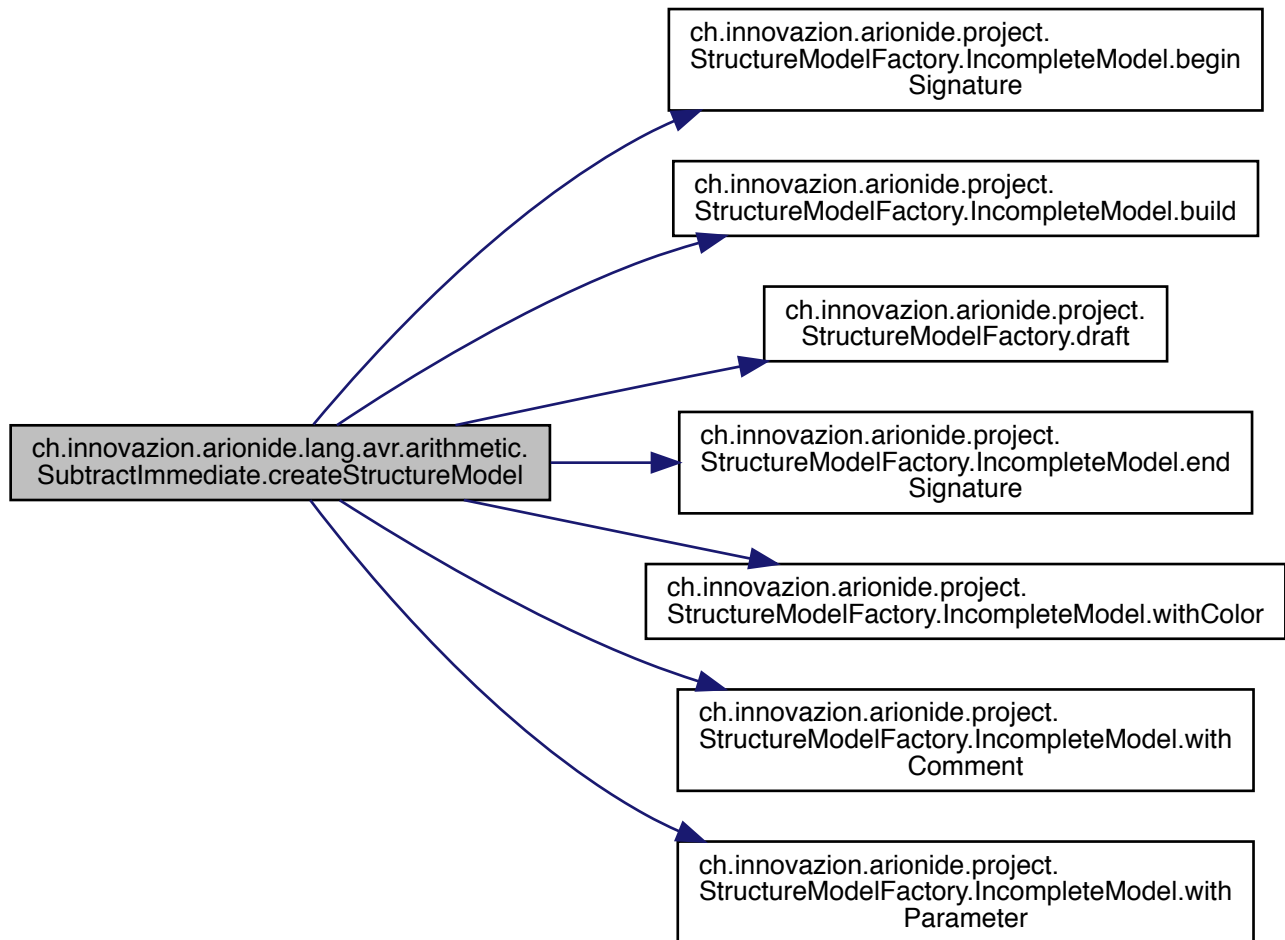 ch.innovazion.arionide.project.
StructureModelFactory.IncompleteModel.begin
Signature
ch.innovazion.arionide.project.
StructureModelFactory.IncompleteModel.build
ch.innovazion.arionide.project.
StructureModelFactory.draft
ch.innovazion.arionide.lang.avr.arithmetic.
SubtractImmediate.createStructureModel
ch.innovazion.arionide.project.
StructureModelFactory.IncompleteModel.end
Signature
ch.innovazion.arionide.project.
StructureModelFactory.IncompleteModel.withColor
ch.innovazion.arionide.project.
StructureModelFactory.IncompleteModel.with
Comment
ch.innovazion.arionide.project.
StructureModelFactory.IncompleteModel.with
Parameter